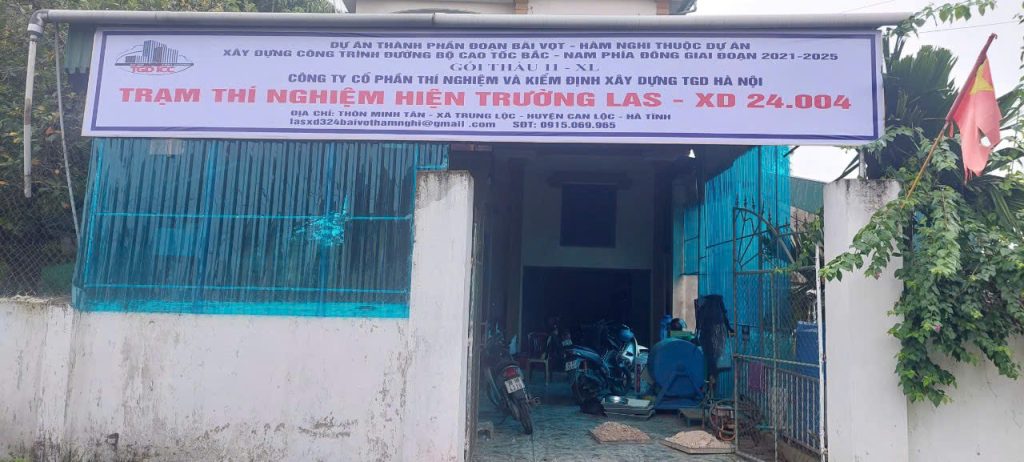 TGD ICC
DỰ ÁN THÀNH PHẦN ĐOẠN BÃI VỌT - HÀM NGHI THUỘC DỰ ÁN
XÂY DỰNG CÔNG TRÌNH ĐƯỜNG BỘ CAO TỐC BẮC - NAM PHÍA ĐÔNG GIAI ĐOẠN 2021-2025
GÓI THẦU 11 - XL
CÔNG TY CỔ PHẦN THÍ NGHIỆM VÀ KIỂM ĐỊNH XÂY DỰNG TGD HÀ NỘI
TRẠM THÍ NGHIỆM HIỆN TRƯỜNG LAS - XD 24.004
ĐỊA CHỈ: THÔN MINH TÂN - XÃ TRUNG LỘC - HUYỆN CAN LỘC - HÀ TĨNH
lasxd324baivothamnghi@gmail .com SĐT: 0915.069.965